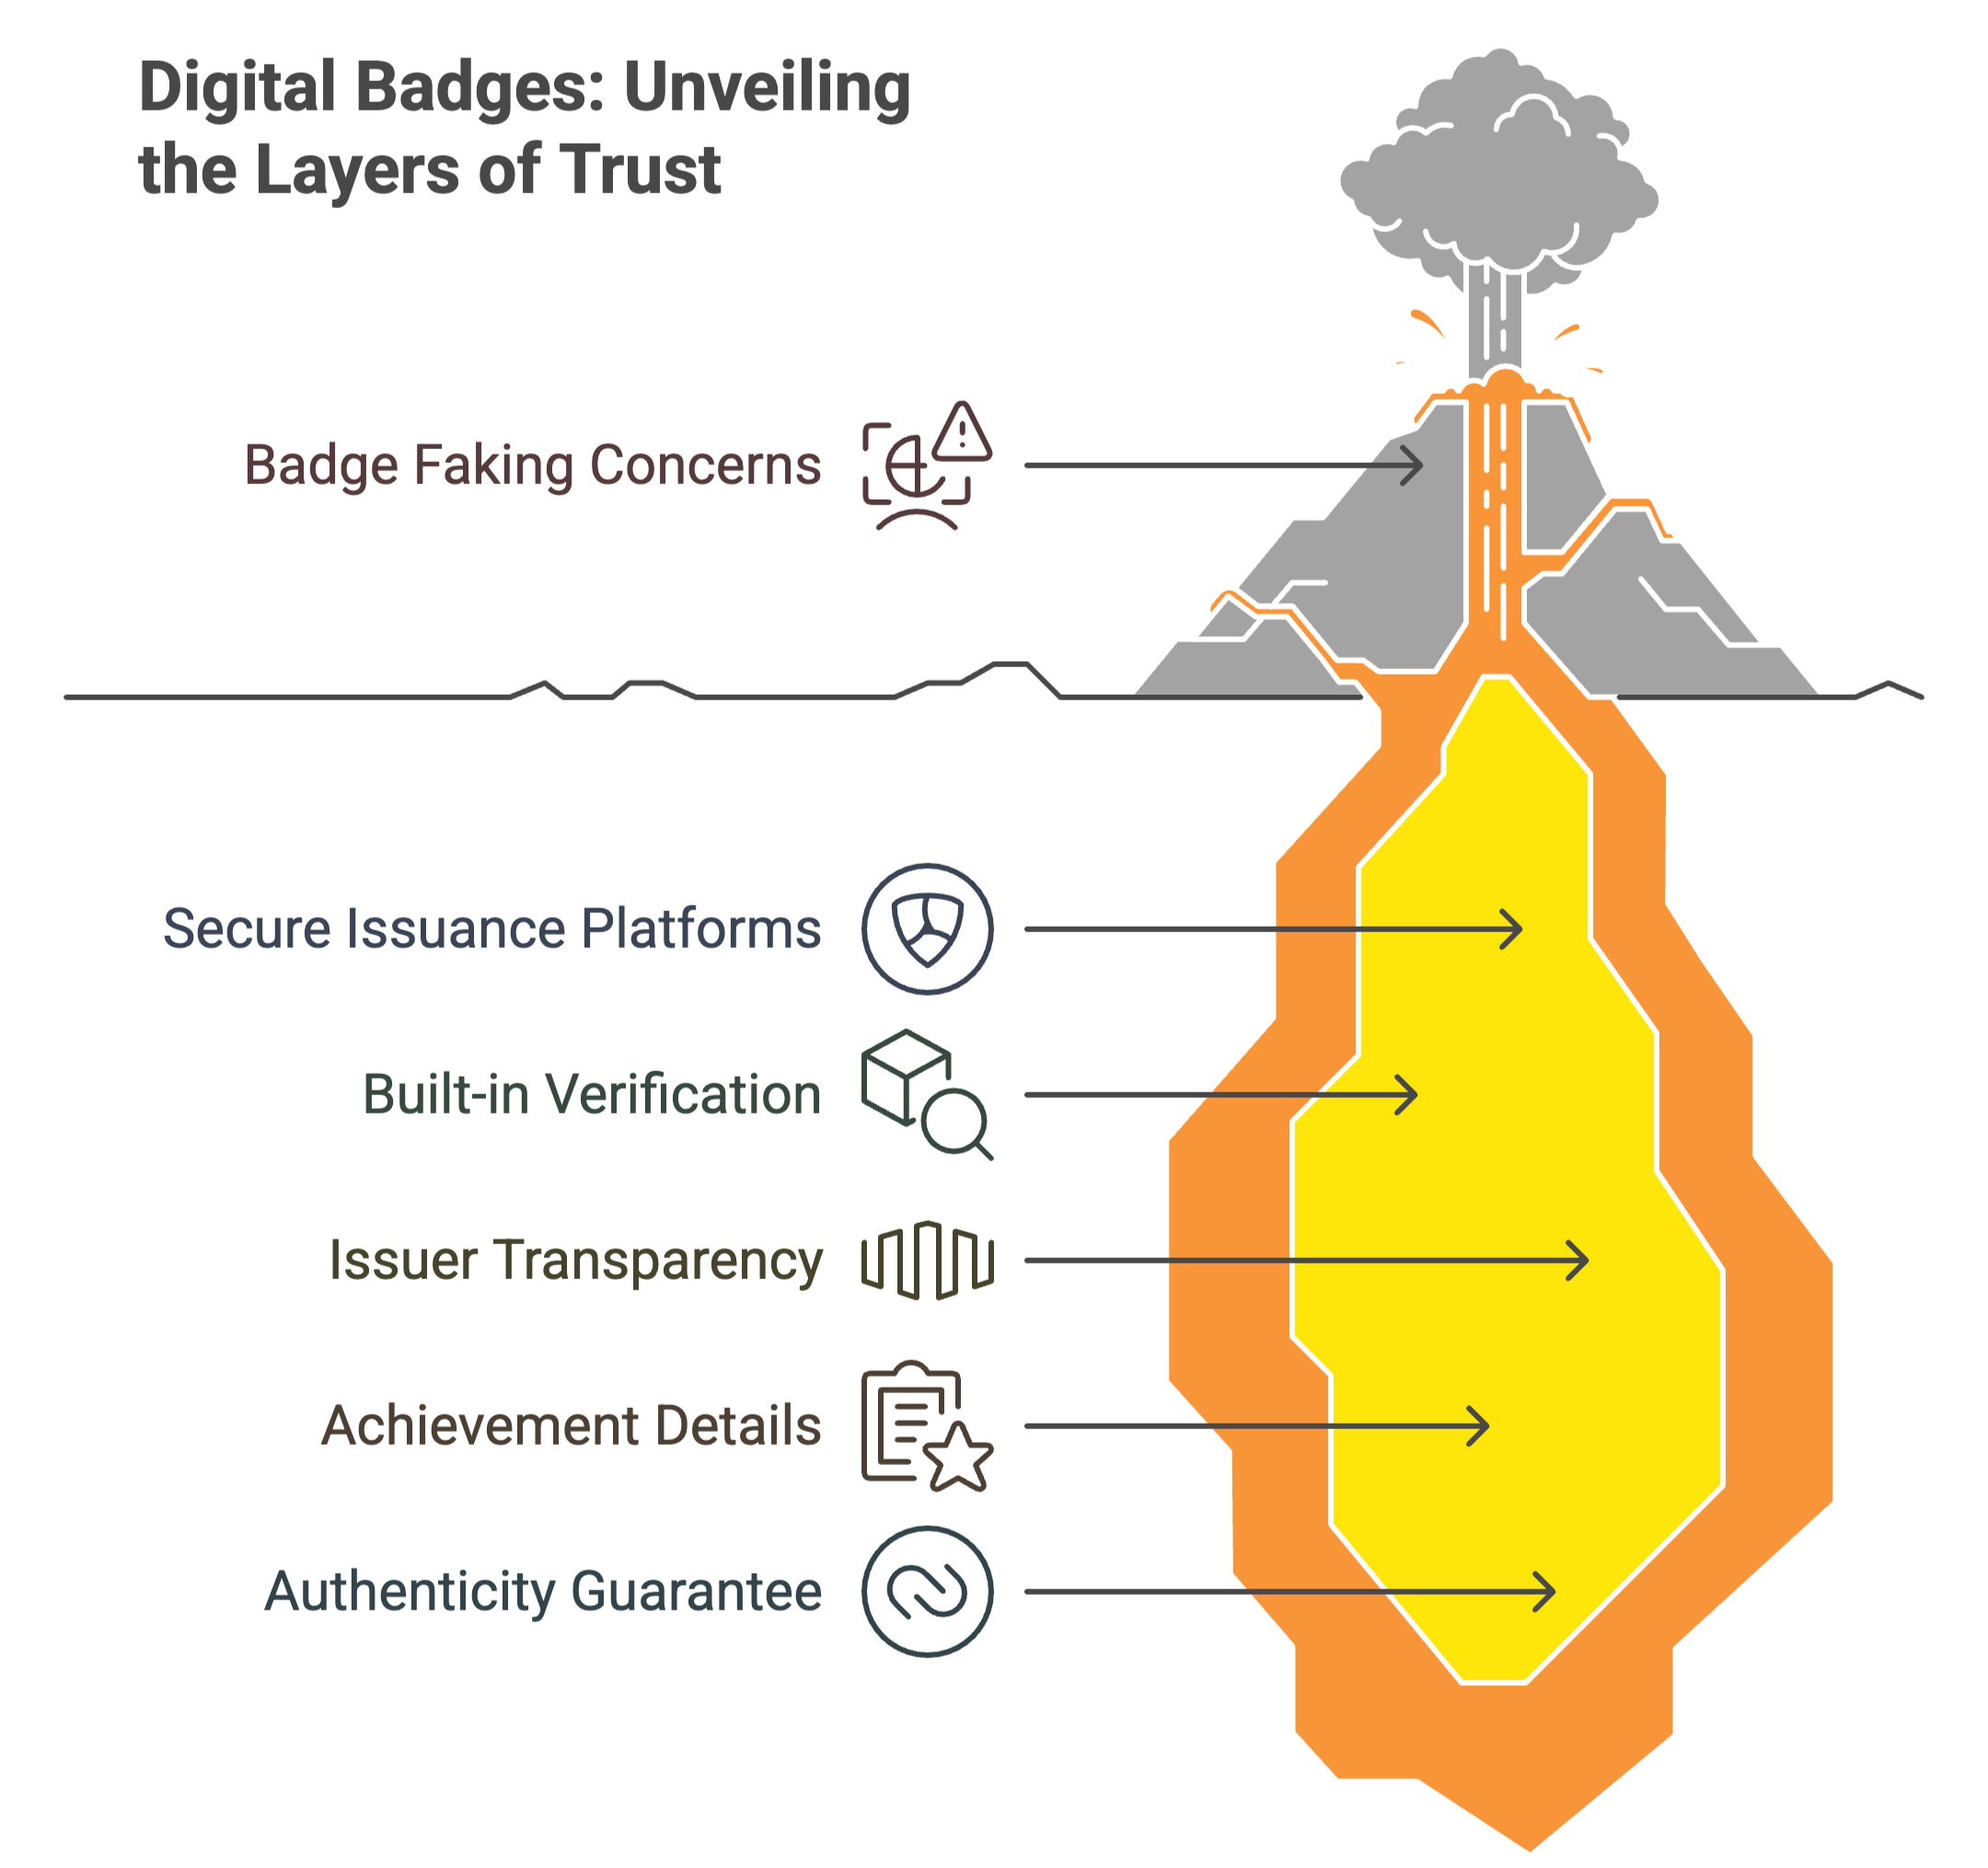 Digital Badges: Unveiling
the Layers of Trust
Badge Faking Concerns
Secure Issuance Platforms
Built-in Verification
Issuer Transparency
Achievement Details
Authenticity Guarantee